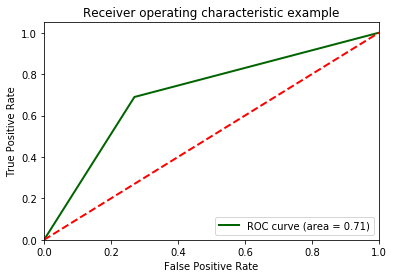 Receiver operating characteristic example
True Positive Rate
1.0
0.8
0.6
0.4
0.2
0.0
ROC curve (area = 0.71)
0.0 0.2 0.4 0.6 0.8 1.0
False Positive Rate